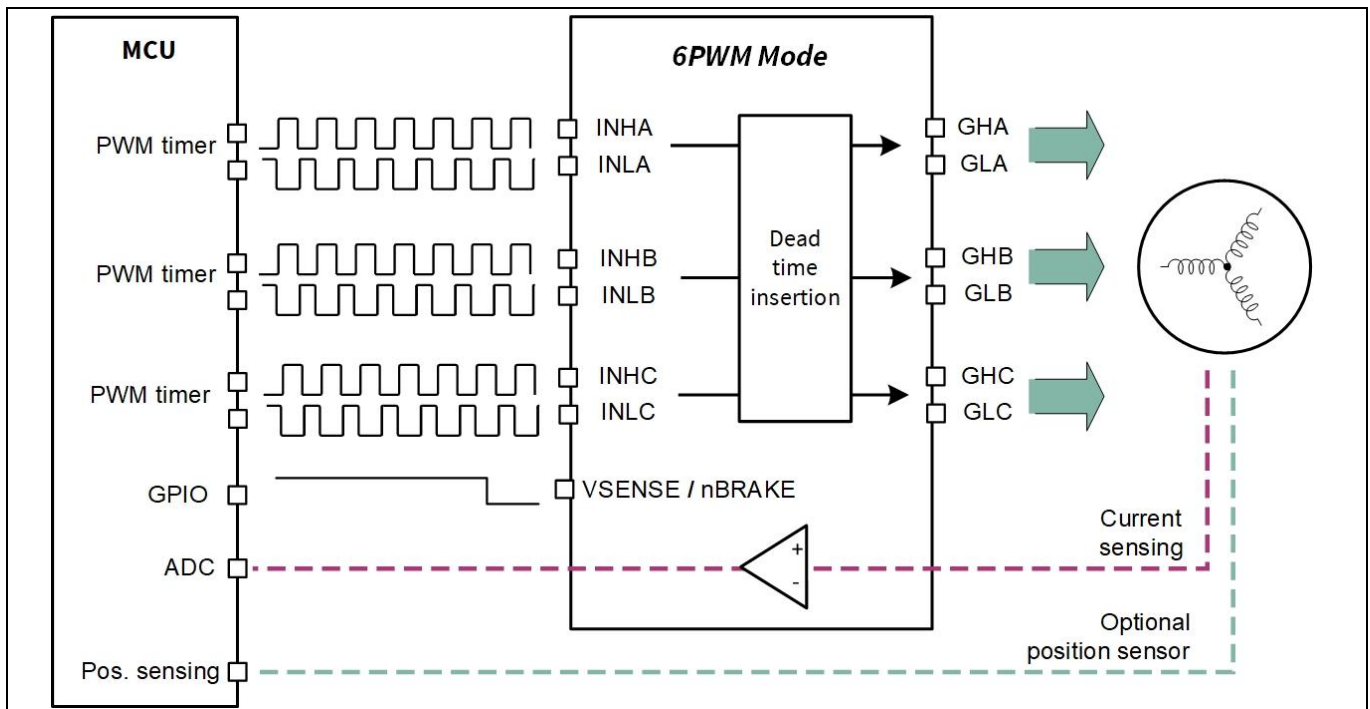 MCU
6PWM Mode
PWM timer
INHA
INLA
GHA
GLA
PWM timer
INHB
INLB
Dead
time
insertion
GHB
GLB
PWM timer
INHC
INLC
GHC
GLC
GPIO
VSENSE / nBRAKE
ADC
+
-
Current
sensing
Pos. sensing
Optional
position sensor